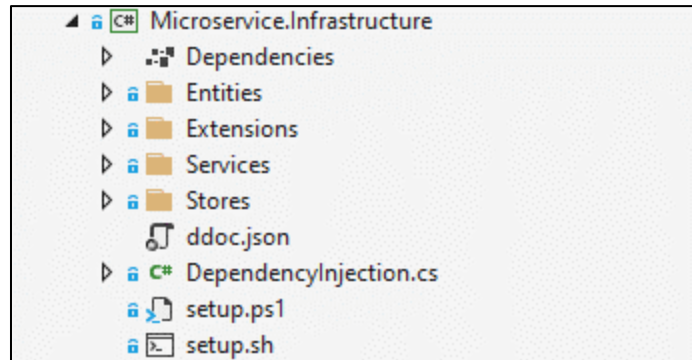 C# Microservice.Infrastructure
Dependencies
Entities
Extensions
Services
Stores
ddoc.json
C# DependencyInjection.cs
setup.ps1
setup.sh